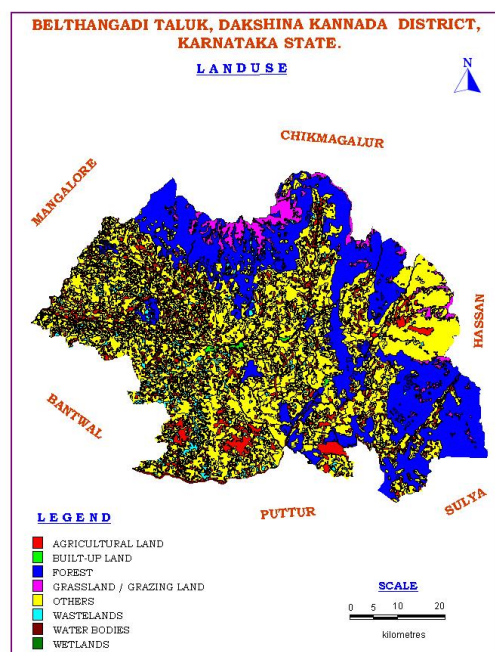 BELTHANGADI TALUK, DAKSHINA KANNADA DISTRICT,
KARNATAKA STATE.
LANDUSE
N
CHIKMAGALUR
MANGALORE
HASSAN
BANTWAL
PUTTUR
SULYA
LEGEND
AGRICULTURAL LAND
BUILT-UP LAND
FOREST
GRASSLAND / GRAZING LAND
OTHERS
WASTELANDS
WATER BODIES
WETLANDS
SCALE
0 5 10 20
kilometres